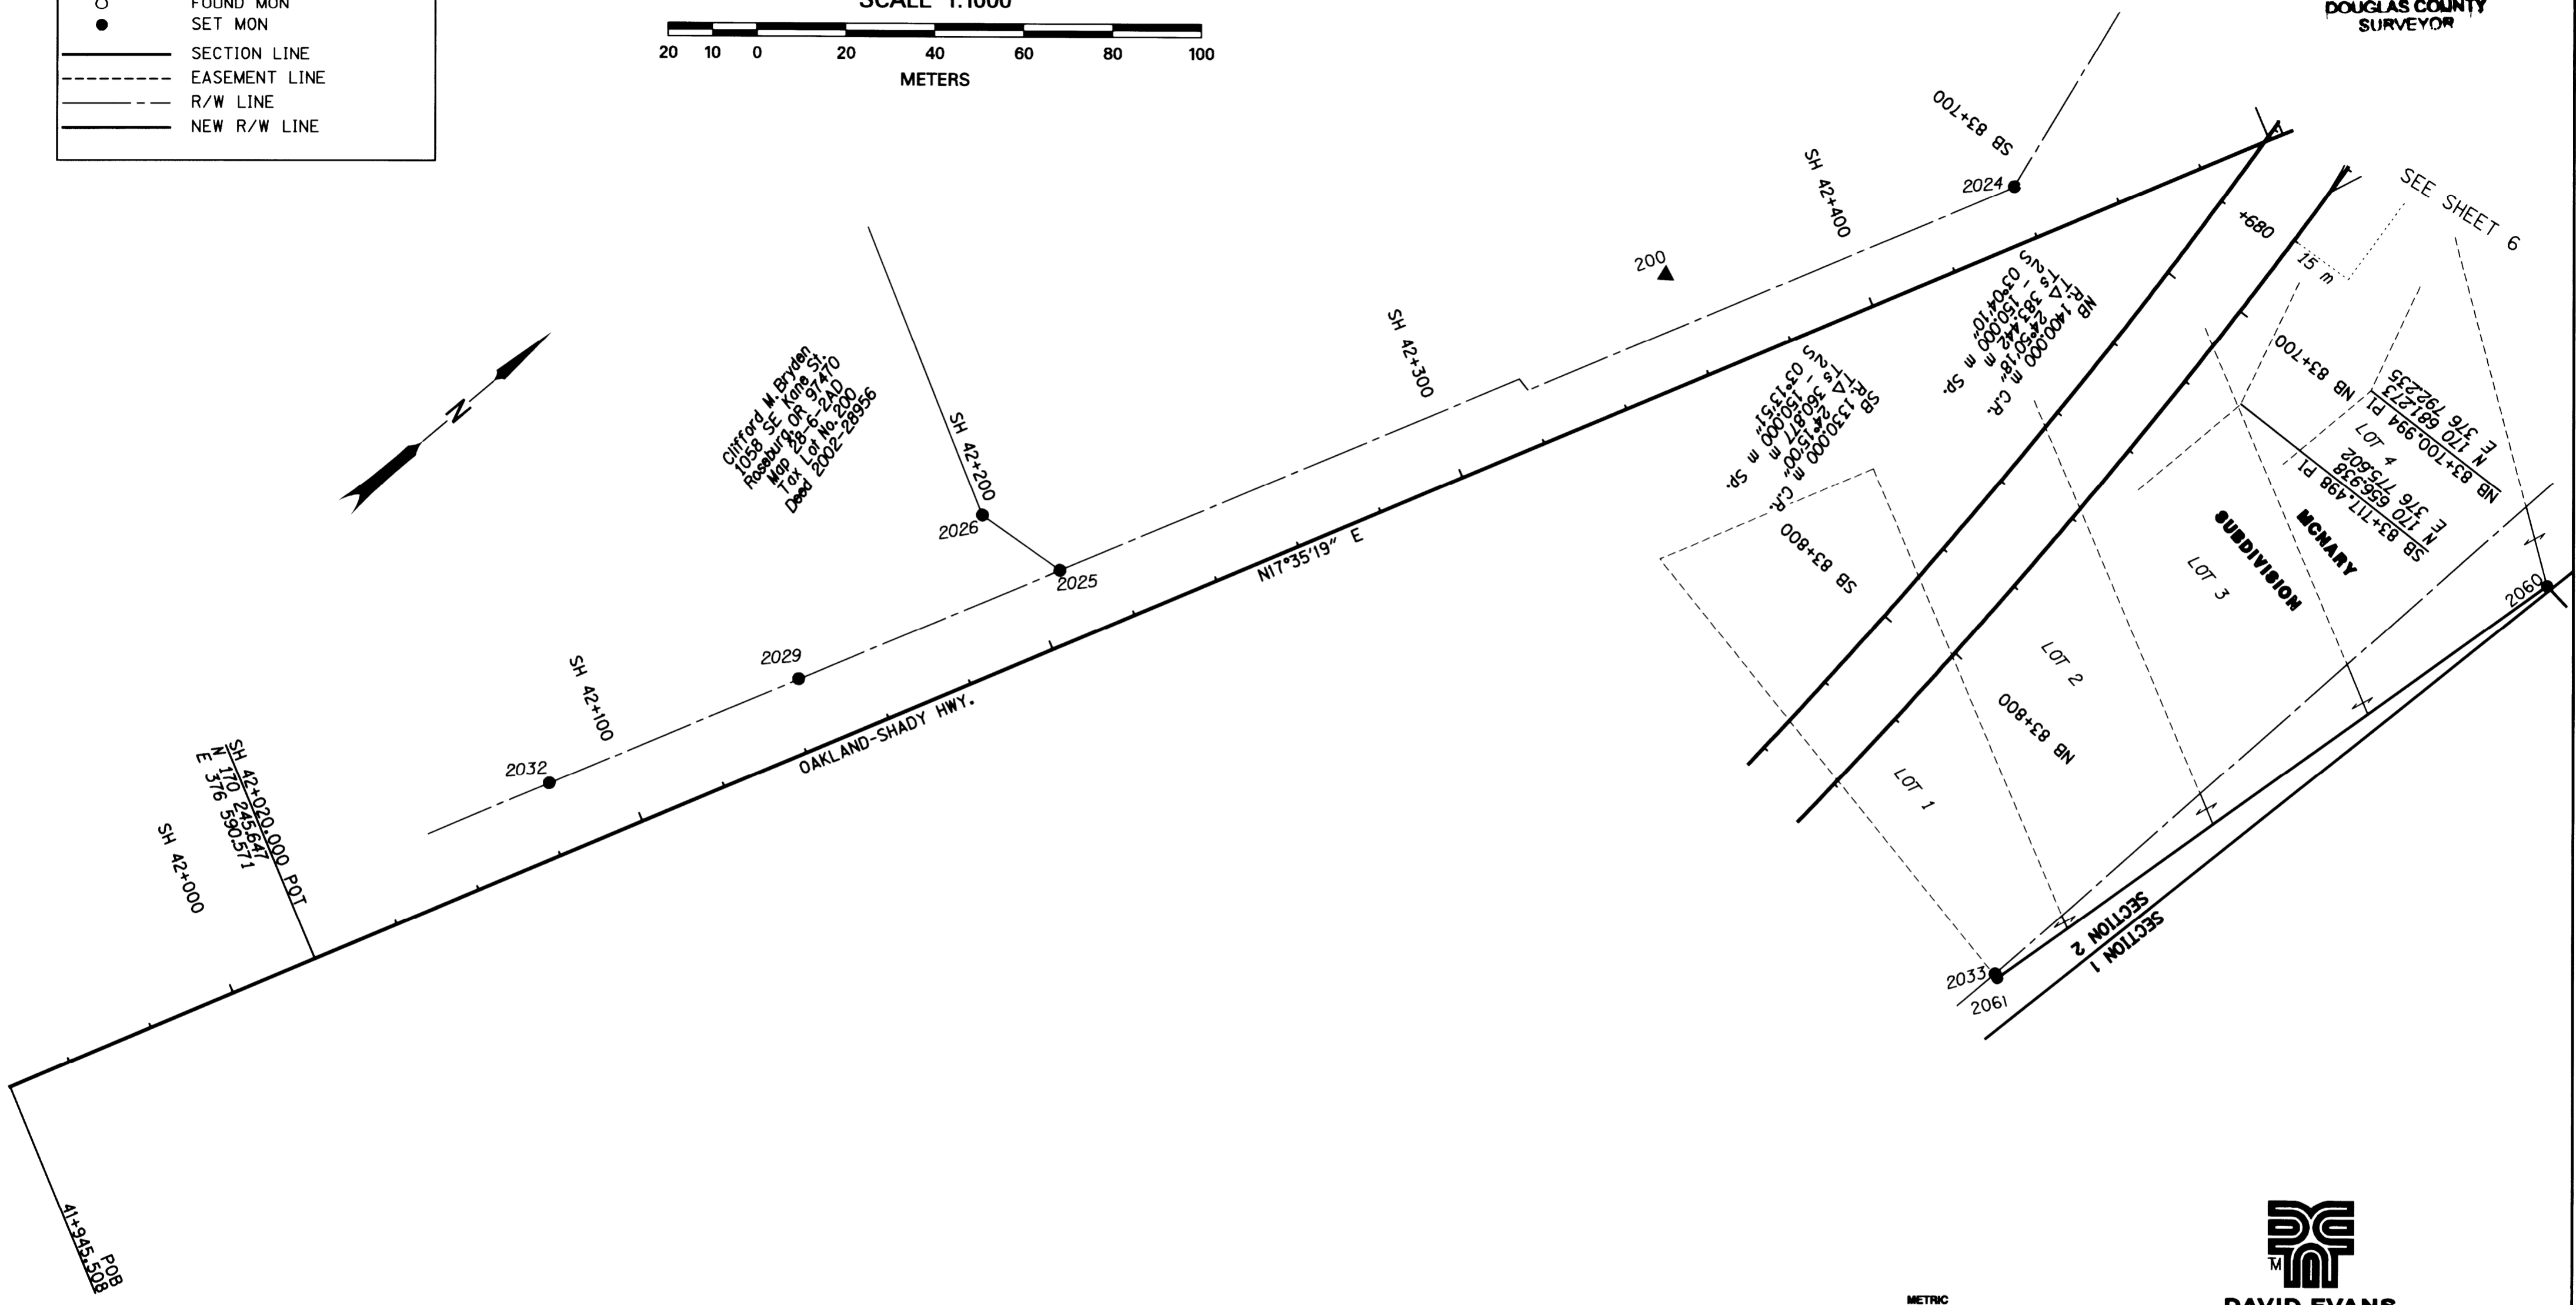 FOUND MON
SET MON
SECTION LINE
EASEMENT LINE
R/W LINE
NEW R/W LINE
SCALE 1:1000
20 10 0 20 40 60 80 100
METERS
DOUGLAS COUNTY
SURVEYOR
N
Clifford M. Bryden
1058 SE Kane St.
Roseburg, OR 97470
Map 28-6-2AD
Tax Lot No. 200
Deed 2002-28956
SH 42+200
2026
2025
2029
SH 42+100
2032
SH 42+020.000 POT
N 170 245.647
E 376 590.571
SH 42+000
41+945.508
POB
OAKLAND-SHADY HWY.
N17°35'19" E
SH 42+300
200
SH 42+400
2024
SB 83+700
+680
15 m
SEE SHEET 6
NB
R. 1400.000 m C.R.
△ 24°50'18"
Ts - 383.442 m
T. 150.000 m Sp.
2S 03°04'10"
SB
R. 1330.000 m C.R.
△ 24°15'00"
Ts - 360.877 m
T. 150.000 m Sp.
2S 03°13'51"
SB 83+800
NB 83+700
NB 83+700.994 PI
N 170 681.273
E 376 792.235
LOT 4
SB 83+717.498 PI
N 170 656.938
E 376 775.602
MCNARY
SUBDIVISION
LOT 3
LOT 2
NB 83+800
LOT 1
2060
SECTION 2
SECTION 1
2033
2061
METRIC
TM
DAVID EVANS